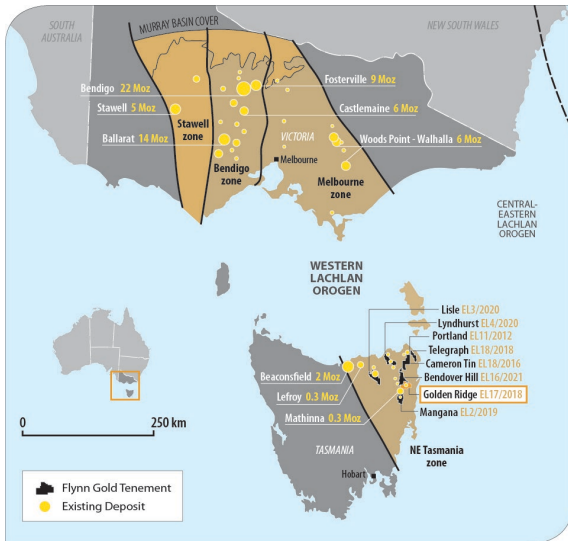 SOUTH
AUSTRALIA
MURRAY BASIN COVER
NEW SOUTH WALES
Bendigo 22 Moz
Fosterville 9 Moz
Stawell 5 Moz
Castlemaine 6 Moz
Stawell
zone
Ballarat 14 Moz
VICTORIA
Woods Point - Walhalla 6 Moz
Bendigo
zone
Melbourne
Melbourne
zone
CENTRAL-
EASTERN
LACHLAN
OROGEN
WESTERN
LACHLAN
OROGEN
Lisle EL3/2020
Lyndhurst EL4/2020
Portland EL11/2012
Telegraph EL18/2018
Cameron Tin EL18/2016
Bendover Hill EL16/2021
Golden Ridge EL17/2018
Mangana EL2/2019
Beaconsfield 2 Moz
Lefroy 0.3 Moz
Mathinna 0.3 Moz
TASMANIA
NE Tasmania
zone
Hobart
0
250 km
Flynn Gold Tenement
Existing Deposit